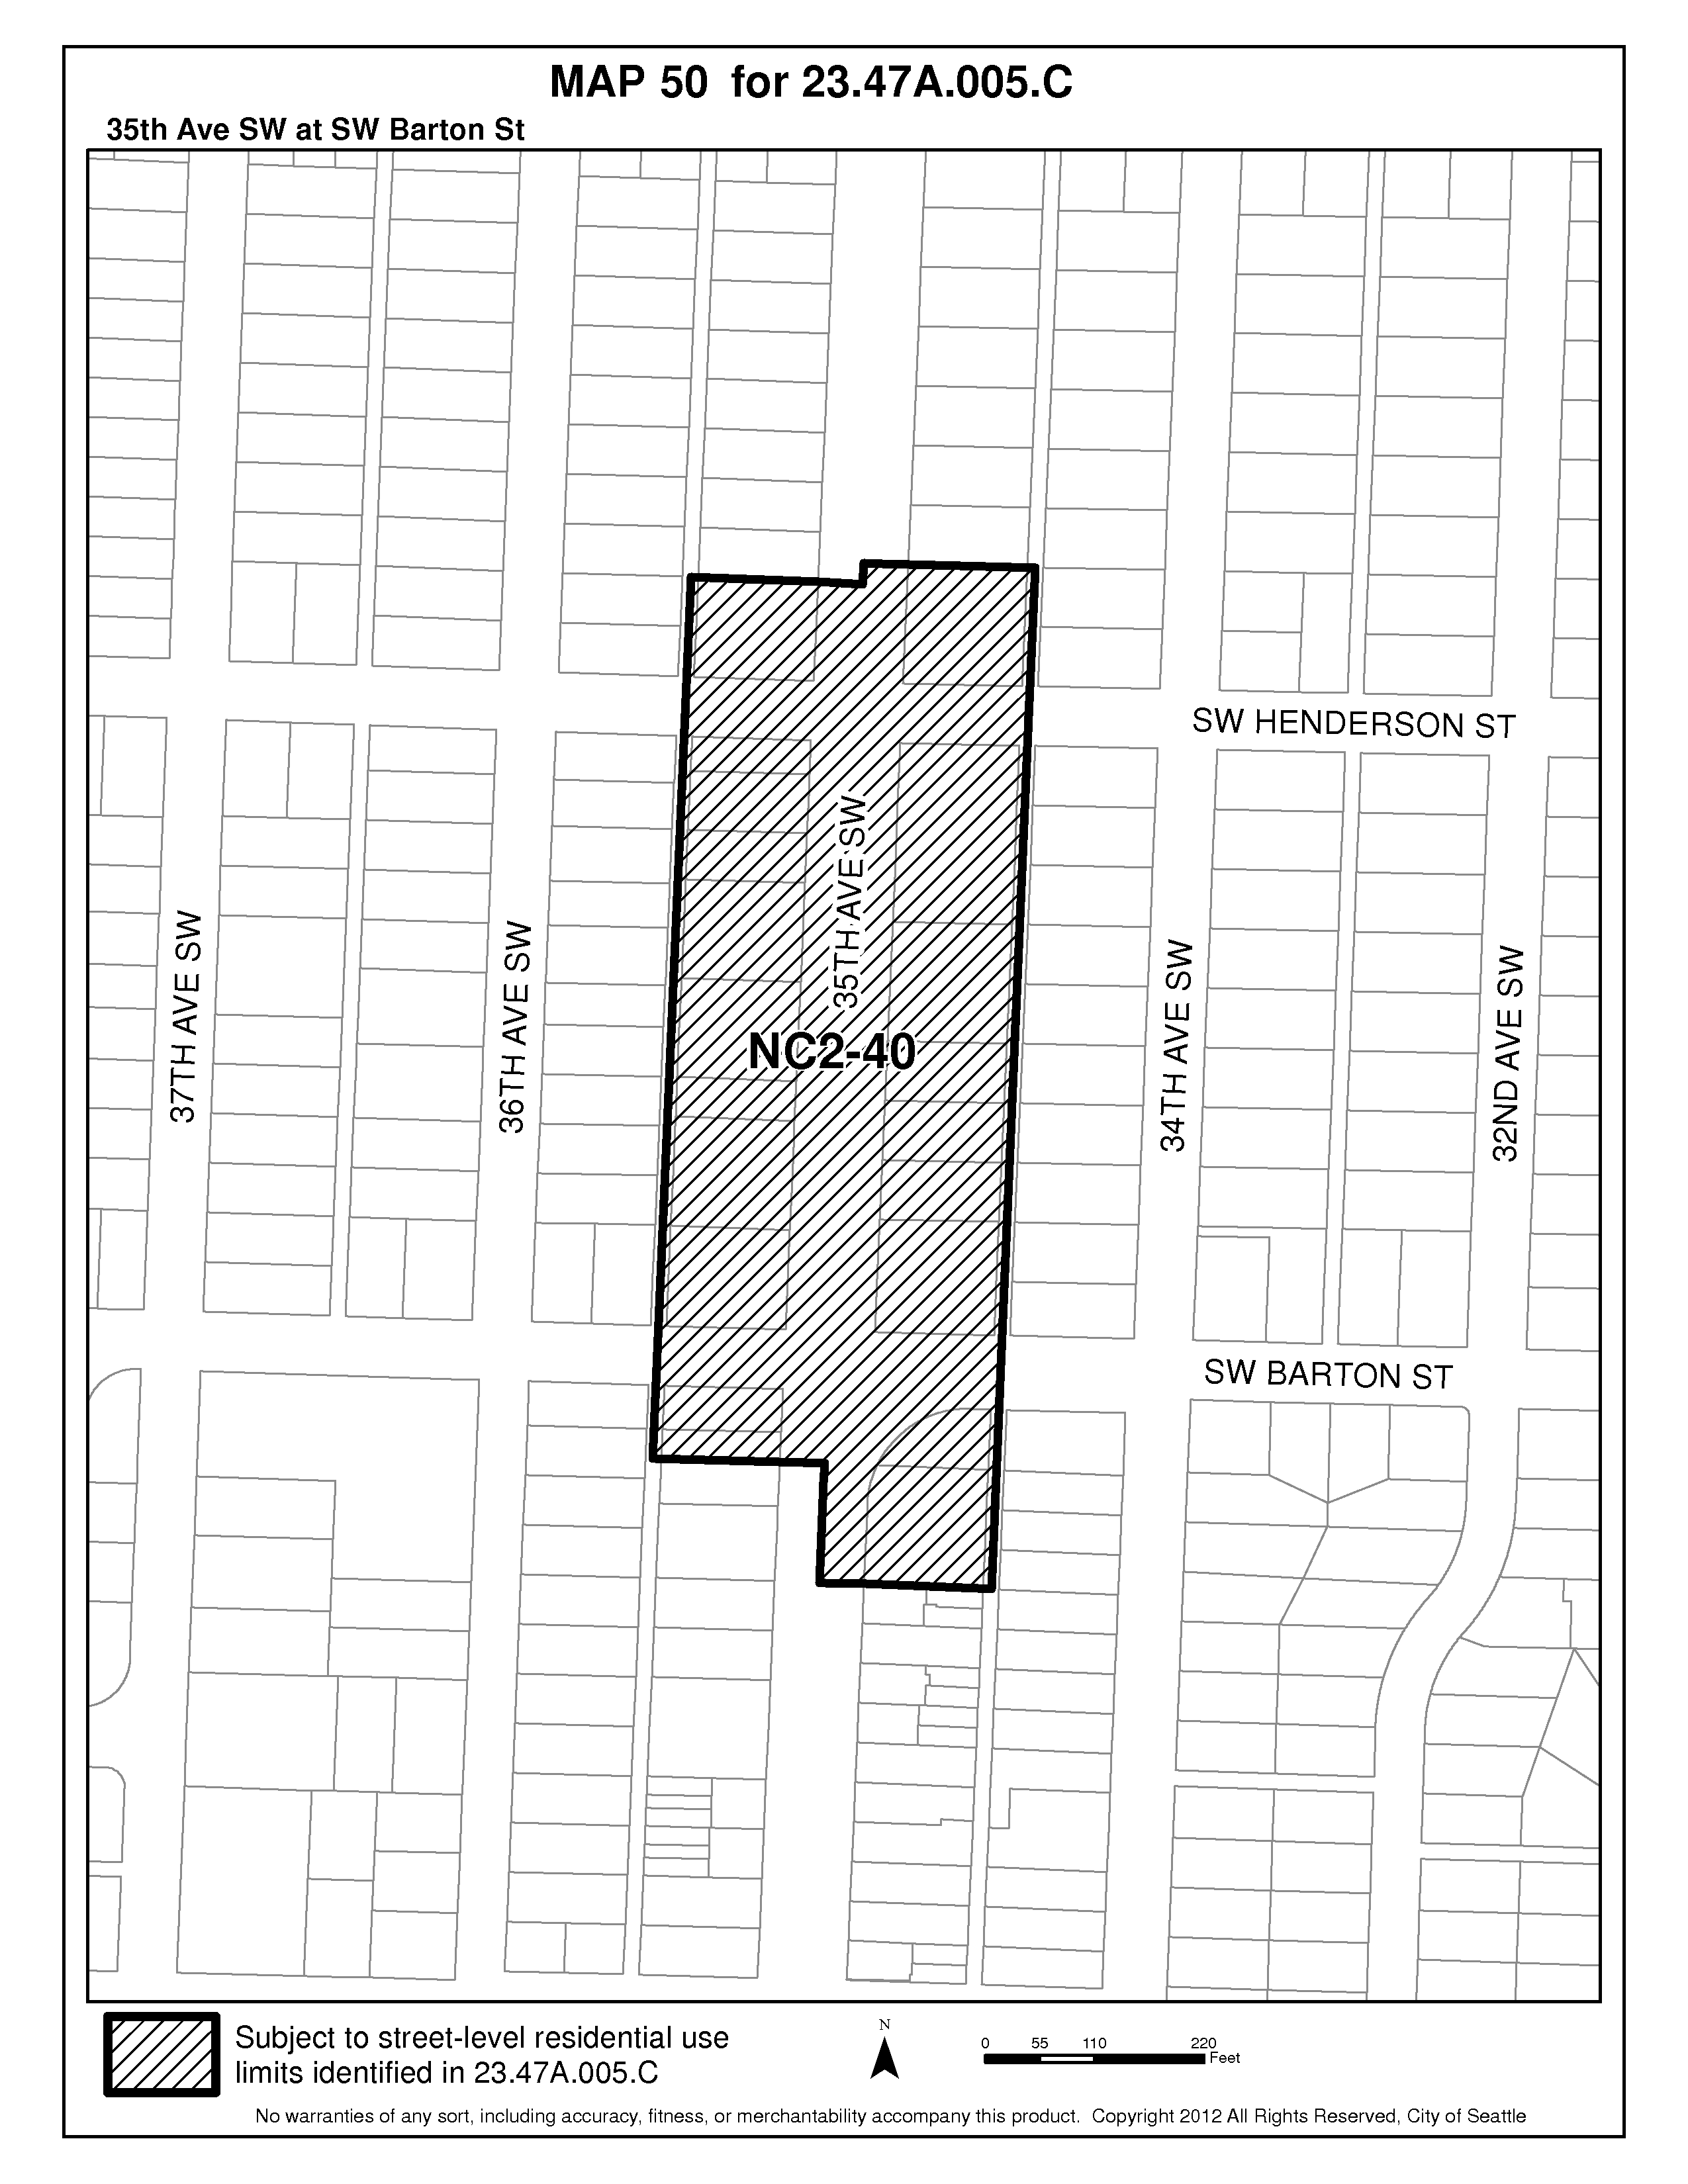 MAP 50 for 23.47A.005.C
35th Ave SW at SW Barton St
SW HENDERSON ST
35TH AVE SW
37TH AVE SW
36TH AVE SW
34TH AVE SW
32ND AVE SW
NC2-40
SW BARTON ST
Subject to street-level residential use
limits identified in 23.47A.005.C
N
0 55 110 220
Feet
No warranties of any sort, including accuracy, fitness, or merchantability accompany this product. Copyright 2012 All Rights Reserved, City of Seattle